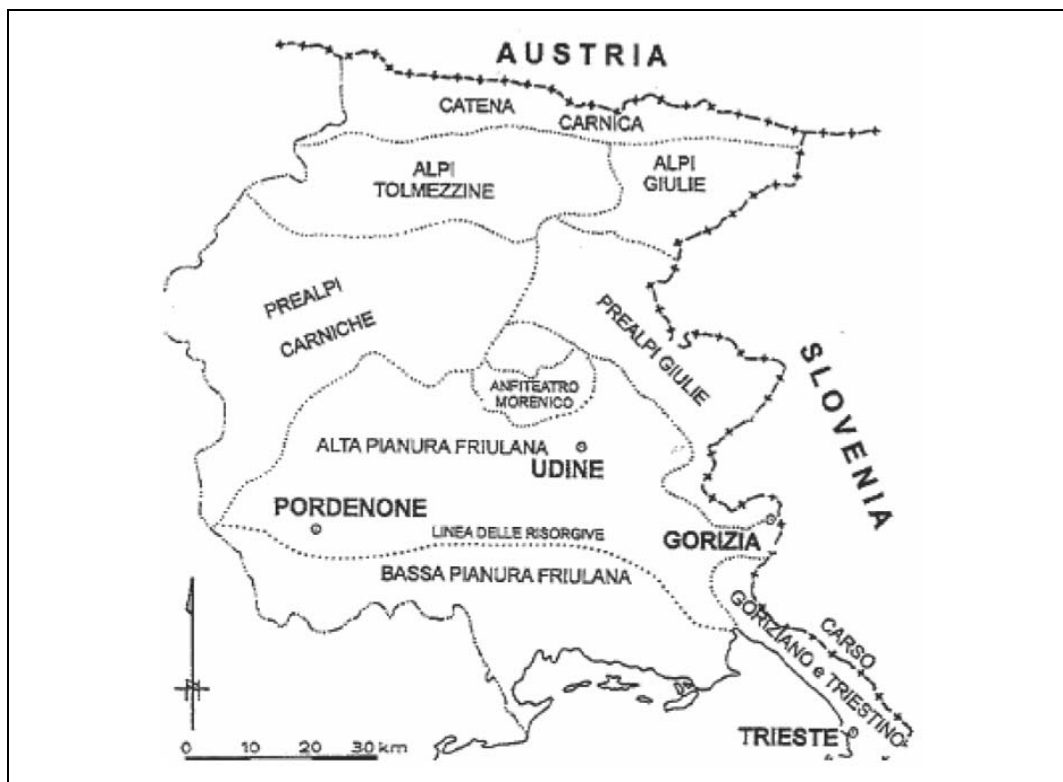 AUSTRIA
CATENA
CARNICA
ALPI
TOLMEZZINE
ALPI
GIULIE
PREALPI
CARNICHE
PREALPI GIULIE
SLOVENIA
ANFITEATRO
MORENICO
ALTA PIANURA FRIULANA
UDINE
PORDENONE
LINEA DELLE RISORGIVE
GORIZIA
BASSA PIANURA FRIULANA
CARSO
GORIZIANO e TRIESTINO
TRIESTE
N
0 10 20 30 km